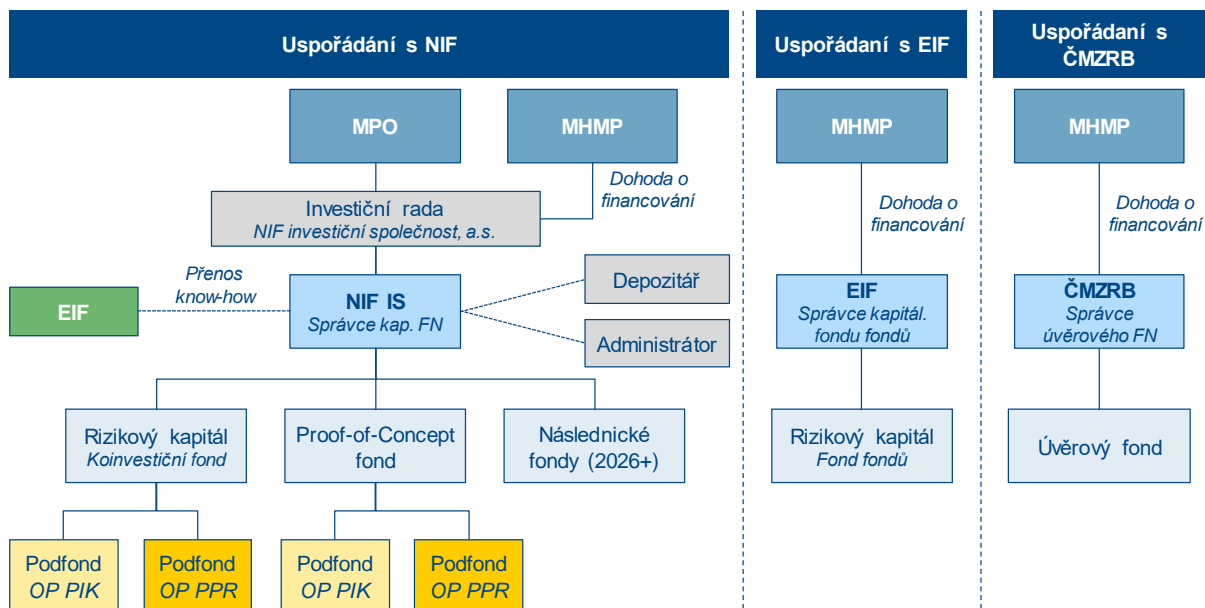 Uspořádání s NIF
Uspořádaní s EIF
Uspořádaní s
ČMZRB
MPO
MHMP
MHMP
MHMP
Dohoda o
financování
Dohoda o
financování
Dohoda o
financování
Investiční rada
NIF investiční společnost, a.s.
Přenos
know-how
EIF
NIF IS
Správce kap. FN
Depozitář
Administrátor
EIF
Správce kapitál.
fondu fondů
ČMZRB
Správce
úvěrového FN
Rizikový kapitál
Koinvestiční fond
Proof-of-Concept
fond
Následnické
fondy (2026+)
Rizikový kapitál
Fond fondů
Úvěrový fond
Podfond
OP PIK
Podfond
OP PPR
Podfond
OP PIK
Podfond
OP PPR